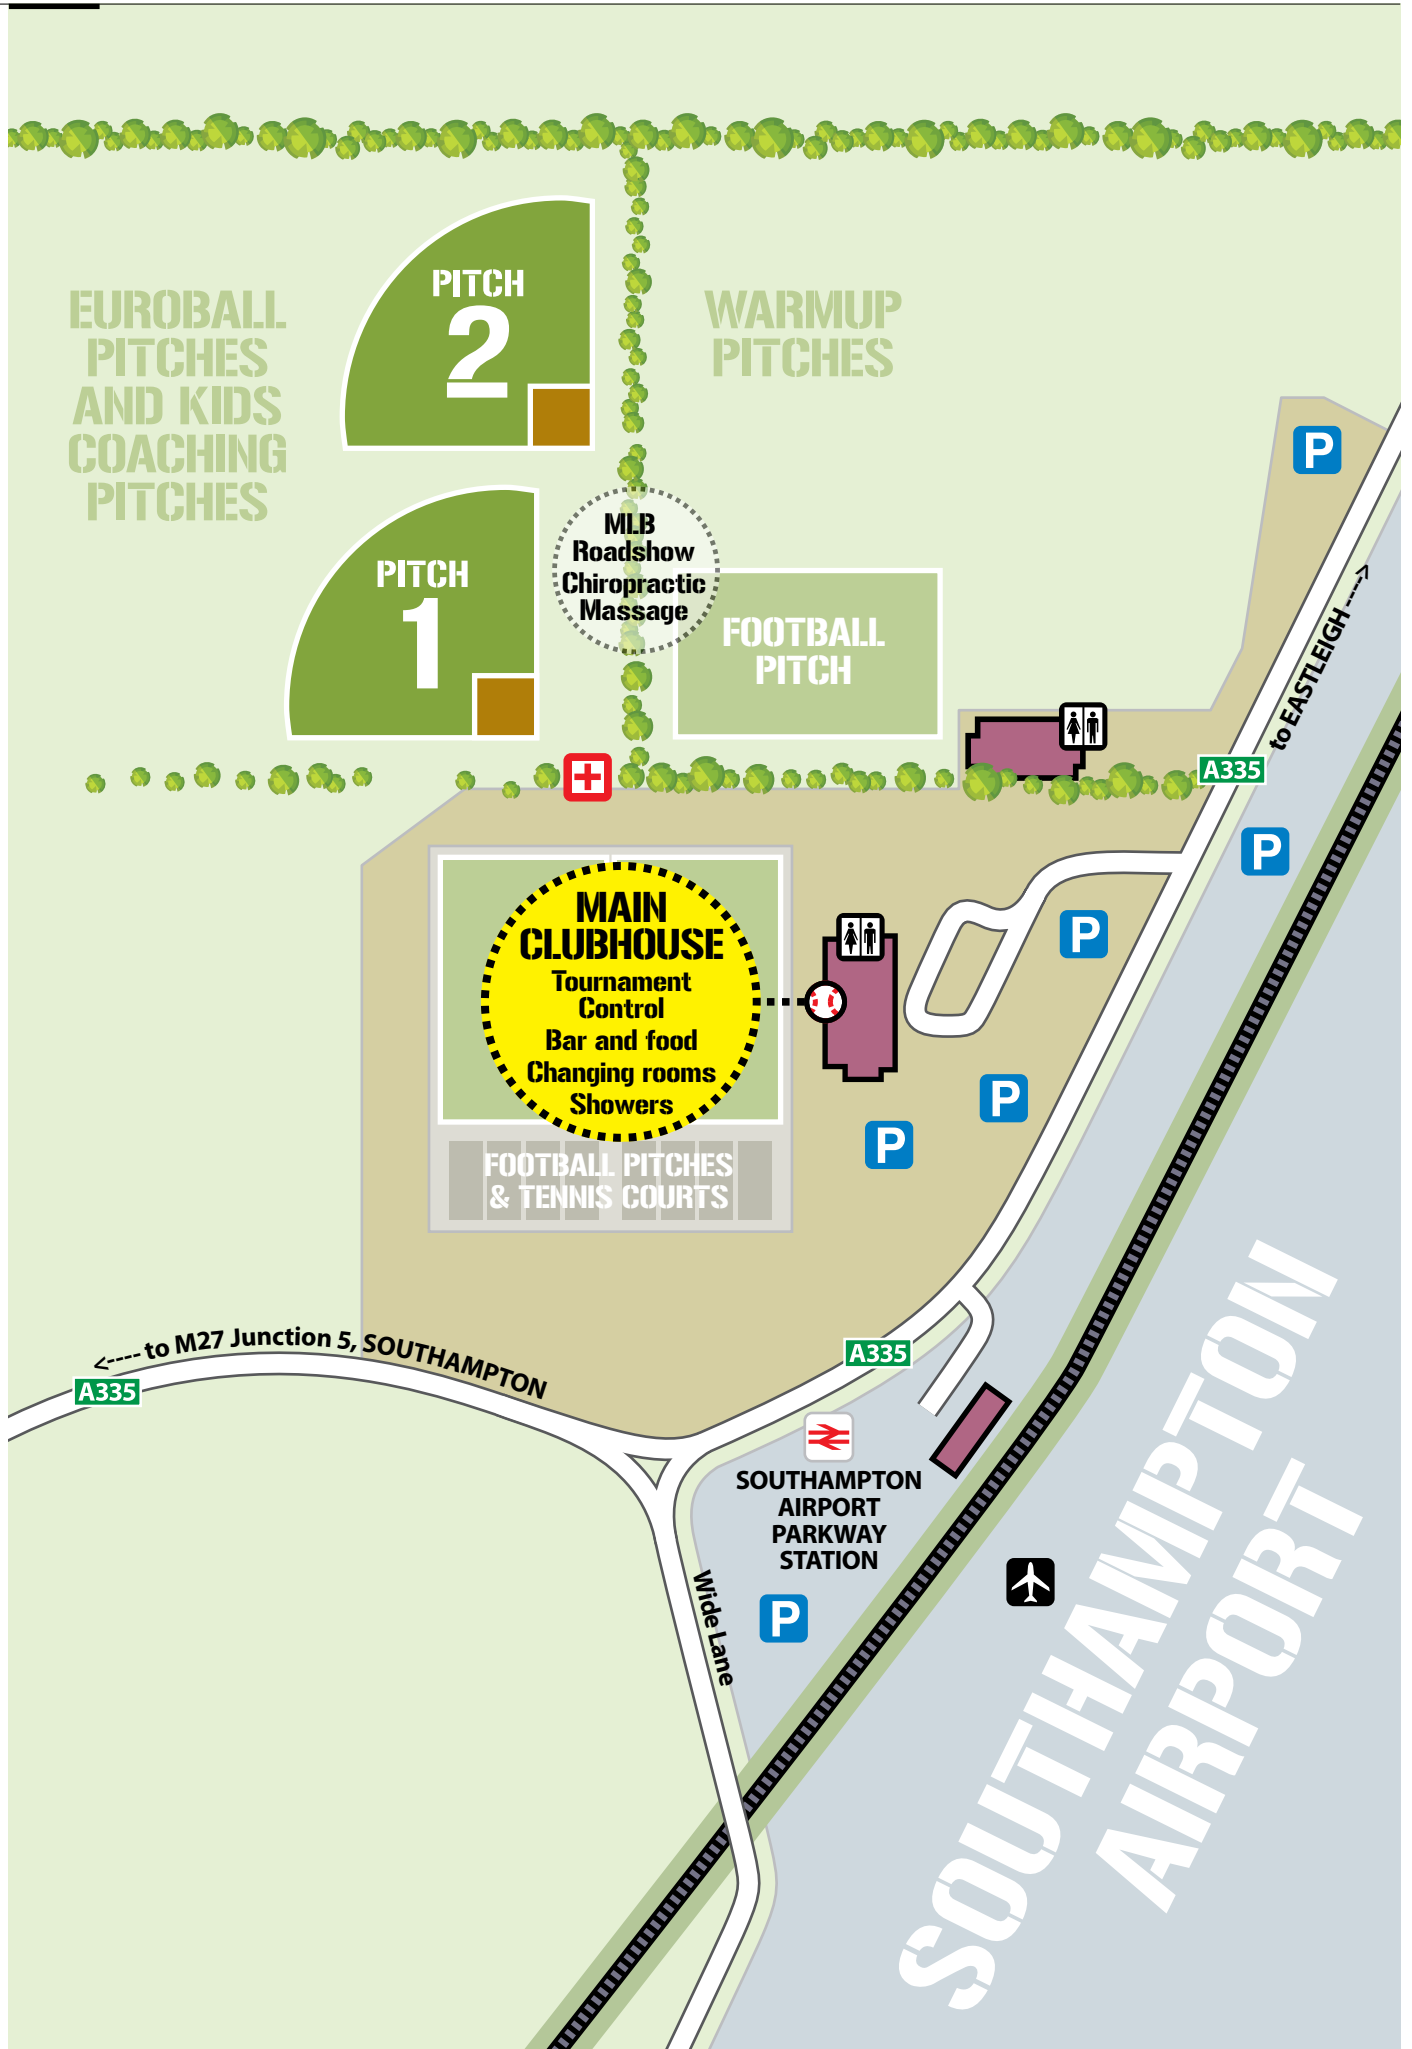 PITCH
2
EUROBALL
PITCHES
AND KIDS
COACHING
PITCHES
WARMUP
PITCHES
P
MLB
Roadshow
Chiropractic
Massage
PITCH
1
FOOTBALL
PITCH
to EASTLEIGH
A335
P
MAIN
CLUBHOUSE
Tournament
Control
Bar and food
Changing rooms
Showers
P
P
P
FOOTBALL PITCHES
& TENNIS COURTS
to M27 Junction 5, SOUTHAMPTON
A335
A335
SOUTHAMPTON
AIRPORT
PARKWAY
STATION
Wide Lane
P
SOUTHAMPTON
AIRPORT